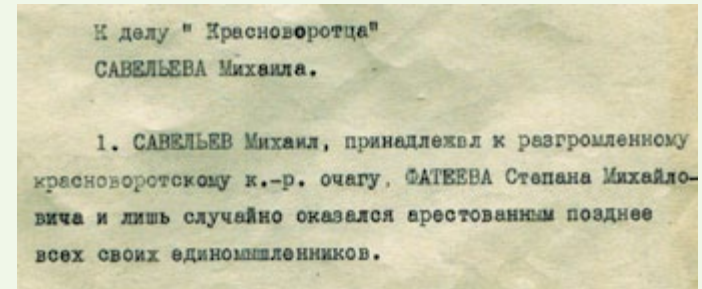 К делу " Красноворотца"
САВЕЛЬЕВА Михаила.
1. САВЕЛЬЕВ Михаил, принадлежал к разгромленному
красноворотскому к.-р. очагу, ФАТЕЕВА Степана Михайло-
вича и лишь случайно оказался арестованным позднее
всех своих единомышленников.